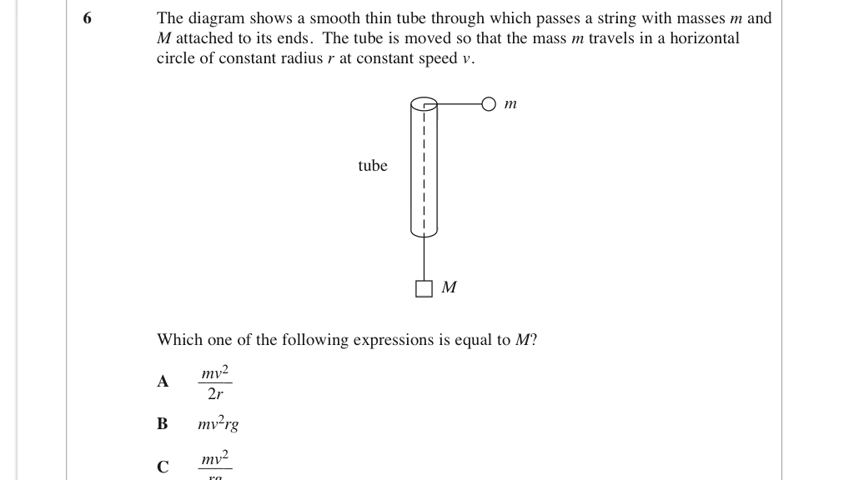 6 The diagram shows a smooth thin tube through which passes a string with masses m and
M attached to its ends. The tube is moved so that the mass m travels in a horizontal
circle of constant radius r at constant speed v.
m
tube
M
Which one of the following expressions is equal to M?
A mv²
2r
B mv²rg
C mv²